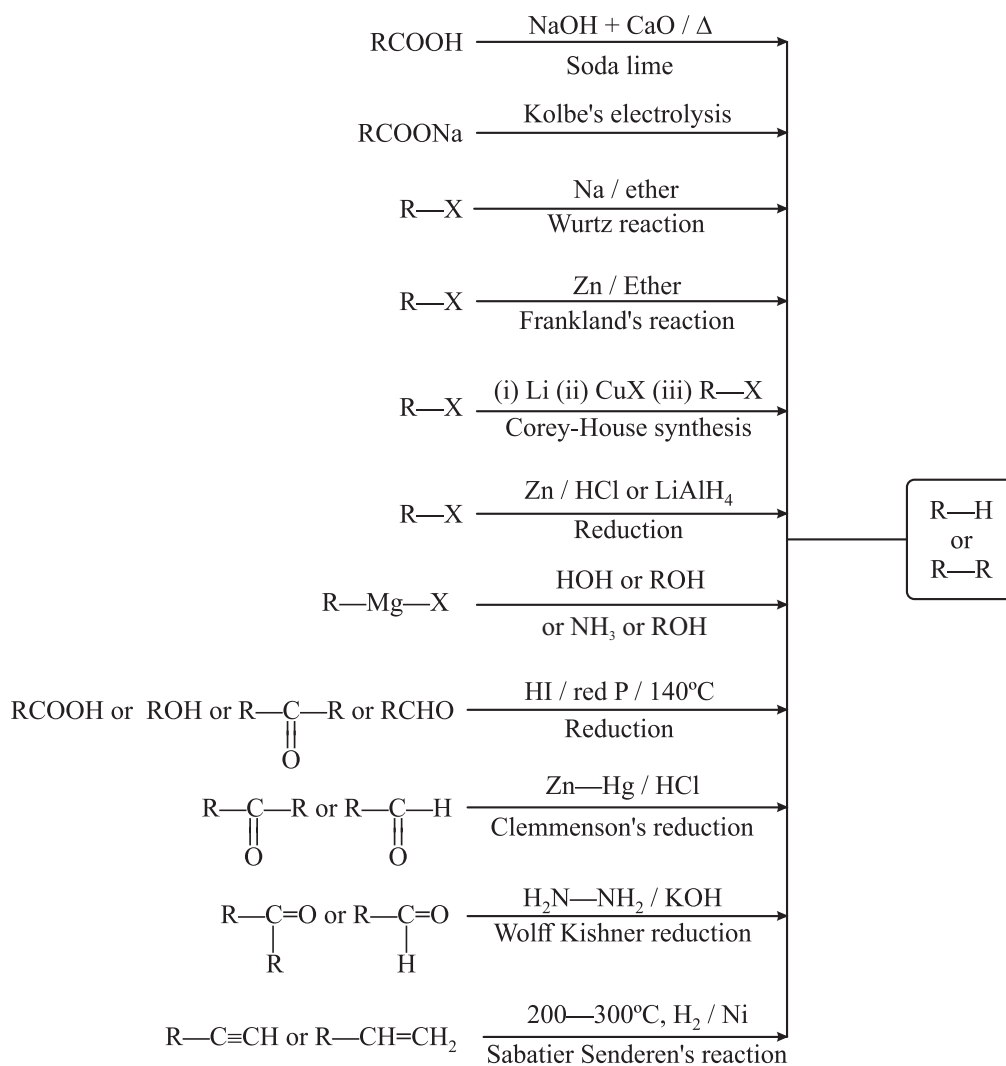 RCOOH
NaOH + CaO / Δ
Soda lime
RCOONa
Kolbe's electrolysis
R—X
Na / ether
Wurtz reaction
R—X
Zn / Ether
Frankland's reaction
R—X
(i) Li (ii) CuX (iii) R—X
Corey-House synthesis
R—X
Zn / HCl or LiAlH₄
Reduction
R—H
or
R—R
R—Mg—X
HOH or ROH
or NH₃ or ROH
RCOOH or ROH or R—C—R or RCHO
O
HI / red P / 140ºC
Reduction
R—C—R or R—C—H
O O
Zn—Hg / HCl
Clemmenson's reduction
R—C=O or R—C=O
R H
H₂N—NH₂ / KOH
Wolff Kishner reduction
R—C≡CH or R—CH=CH₂
200—300ºC, H₂ / Ni
Sabatier Senderen's reaction